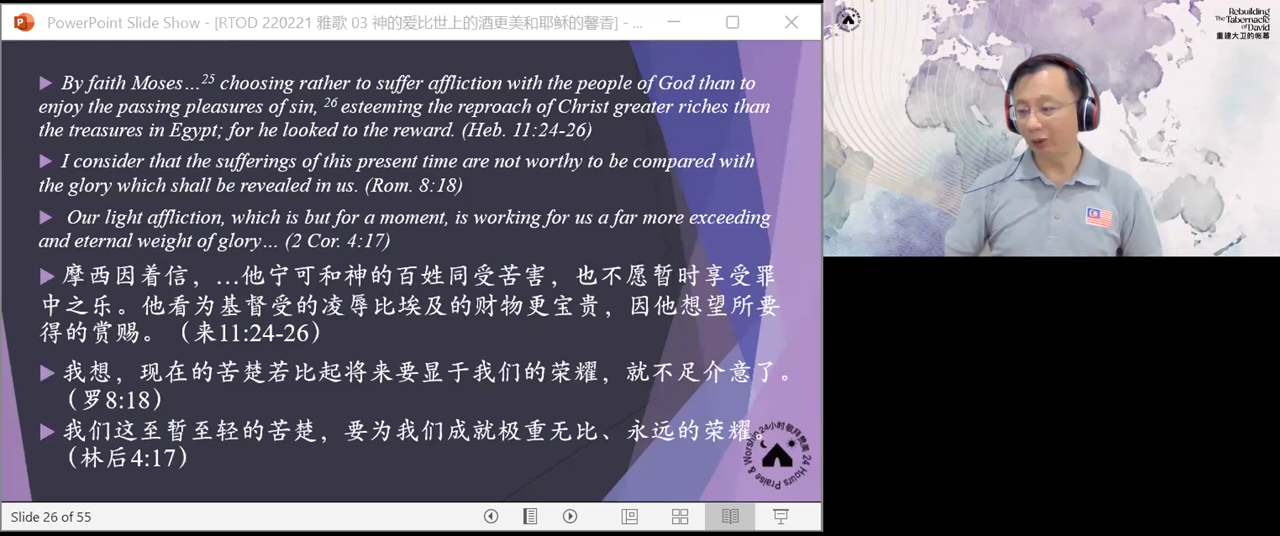 PowerPoint Slide Show - [RTOD 220221 雅歌 03 神的爱比世上的酒更美和耶稣的馨香] - ...
By faith Moses…25 choosing rather to suffer affliction with the people of God than to
enjoy the passing pleasures of sin, 26 esteeming the reproach of Christ greater riches than
the treasures in Egypt; for he looked to the reward. (Heb. 11:24-26)
I consider that the sufferings of this present time are not worthy to be compared with
the glory which shall be revealed in us. (Rom. 8:18)
Our light affliction, which is but for a moment, is working for us a far more exceeding
and eternal weight of glory… (2 Cor. 4:17)
摩西因着信，…他宁可和神的百姓同受苦害，也不愿暂时享受罪
中之乐。他看为基督受的凌辱比埃及的财物更宝贵，因他想望所要
得的赏赐。（来11:24-26）
我想，现在的苦楚若比起将来要显于我们的荣耀，就不足介意了。
（罗8:18）
我们这至暂至轻的苦楚，要为我们成就极重无比、永远的荣耀。
（林后4:17）
24小时敬拜赞美 24 Hours Praise & Worship
Slide 26 of 55
Rebuilding
The Tabernacle
of David
重建大卫的帐幕